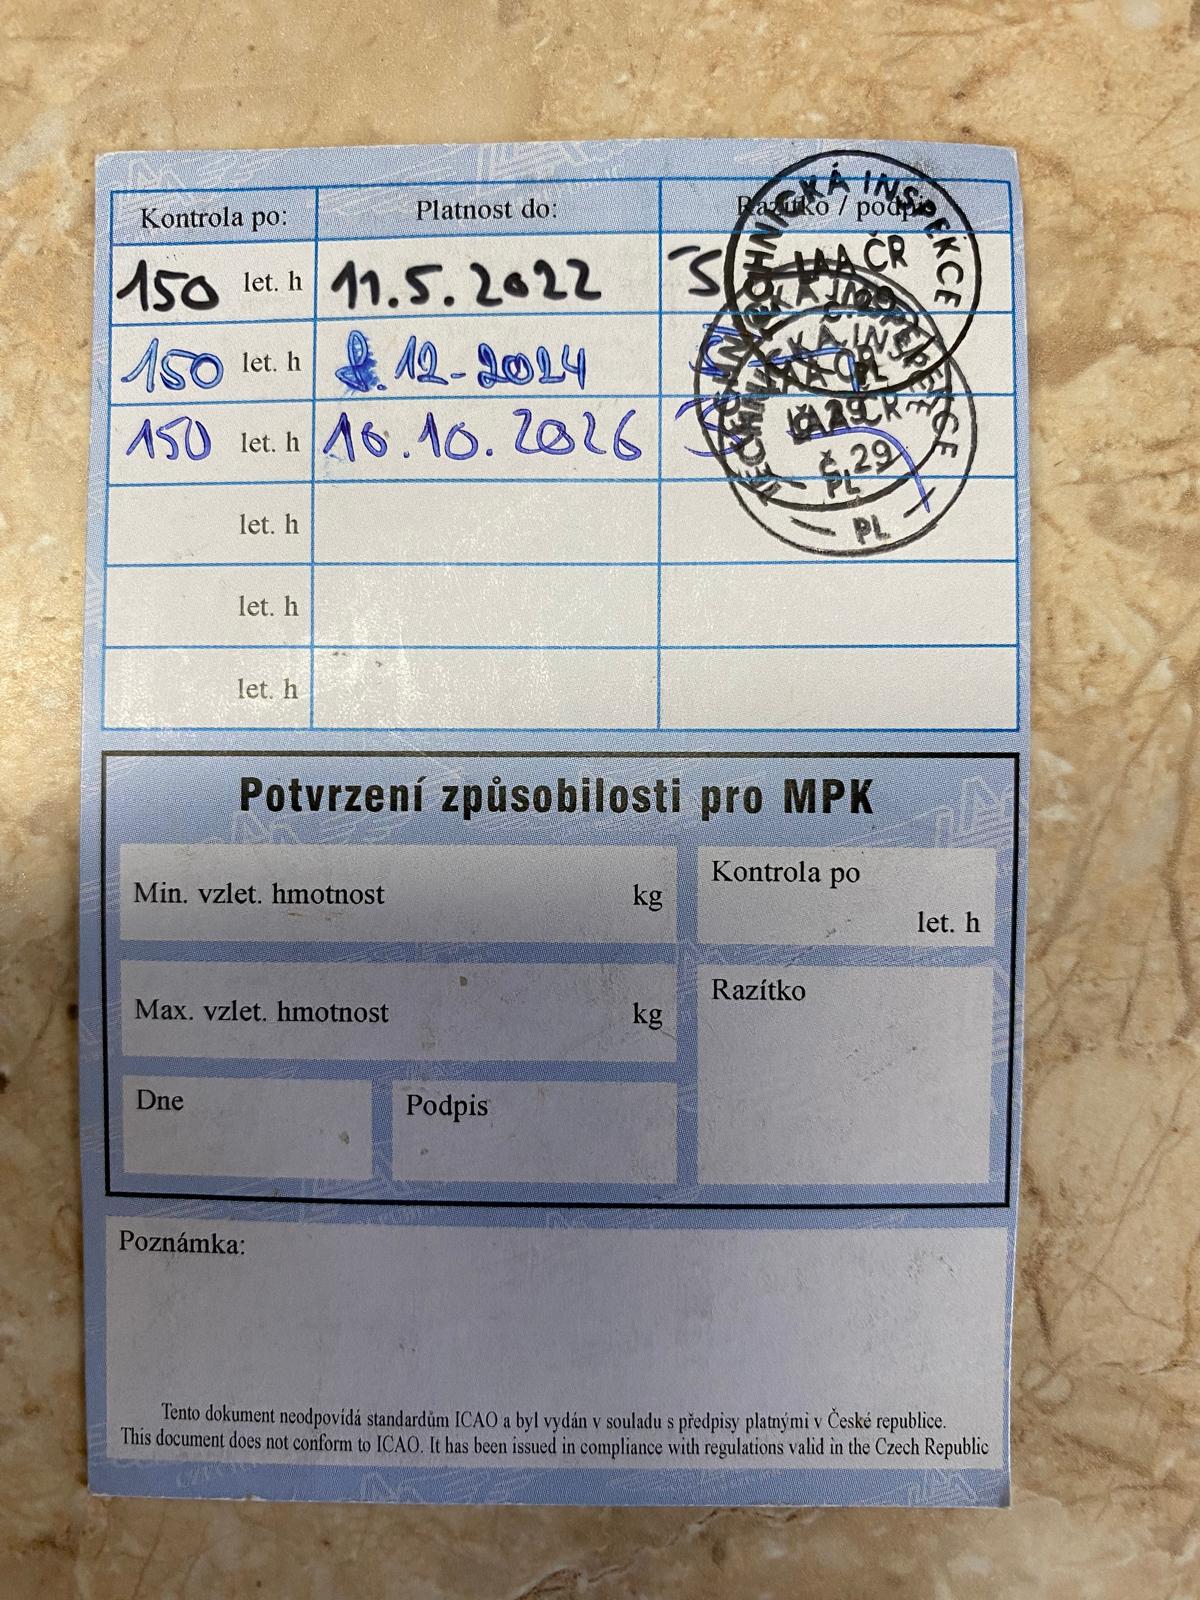 Kontrola po: Platnost do: Razítko / podpis
150 let. h 11.5.2022
150 let. h 8.12-2024
150 let. h 10.10.2026
let. h
let. h
let. h
TECHNICKÁ INSPEKCE
LAA ČR
č. 29
PL
Potvrzení způsobilosti pro MPK
Min. vzlet. hmotnost kg
Kontrola po
let. h
Max. vzlet. hmotnost kg
Razítko
Dne
Podpis
Poznámka:
Tento dokument neodpovídá standardům ICAO a byl vydán v souladu s předpisy platnými v České republice.
This document does not conform to ICAO. It has been issued in compliance with regulations valid in the Czech Republic